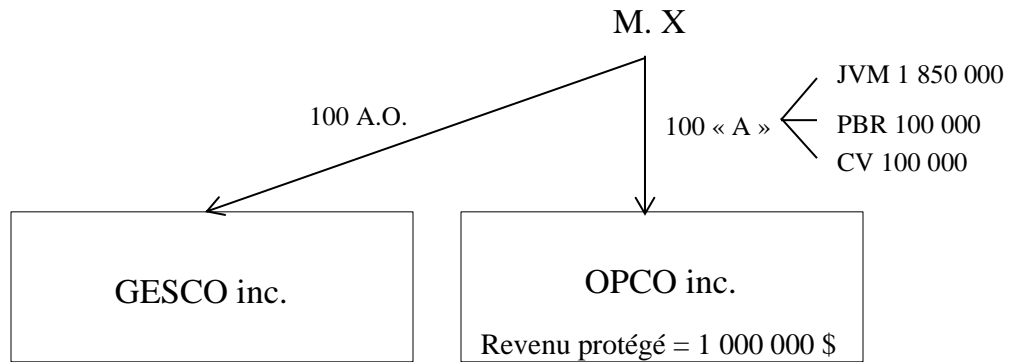 M. X
JVM 1 850 000
100 A.O.
100 « A »
PBR 100 000
CV 100 000
GESCO inc.
OPCO inc.
Revenu protégé = 1 000 000 $